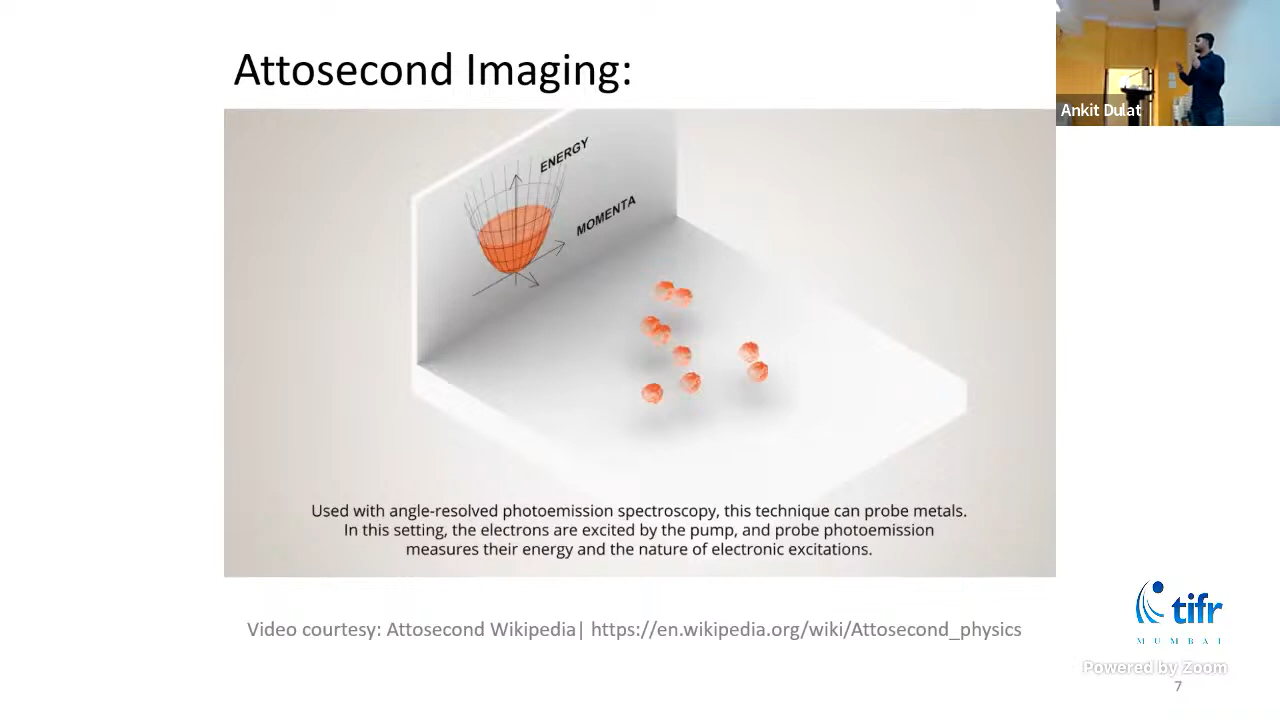 Attosecond Imaging:
Ankit Dulat
ENERGY
MOMENTA
Used with angle-resolved photoemission spectroscopy, this technique can probe metals.
In this setting, the electrons are excited by the pump, and probe photoemission
measures their energy and the nature of electronic excitations.
Video courtesy: Attosecond Wikipedia| https://en.wikipedia.org/wiki/Attosecond_physics
tifr
MUMBAI
Powered by Zoom
7